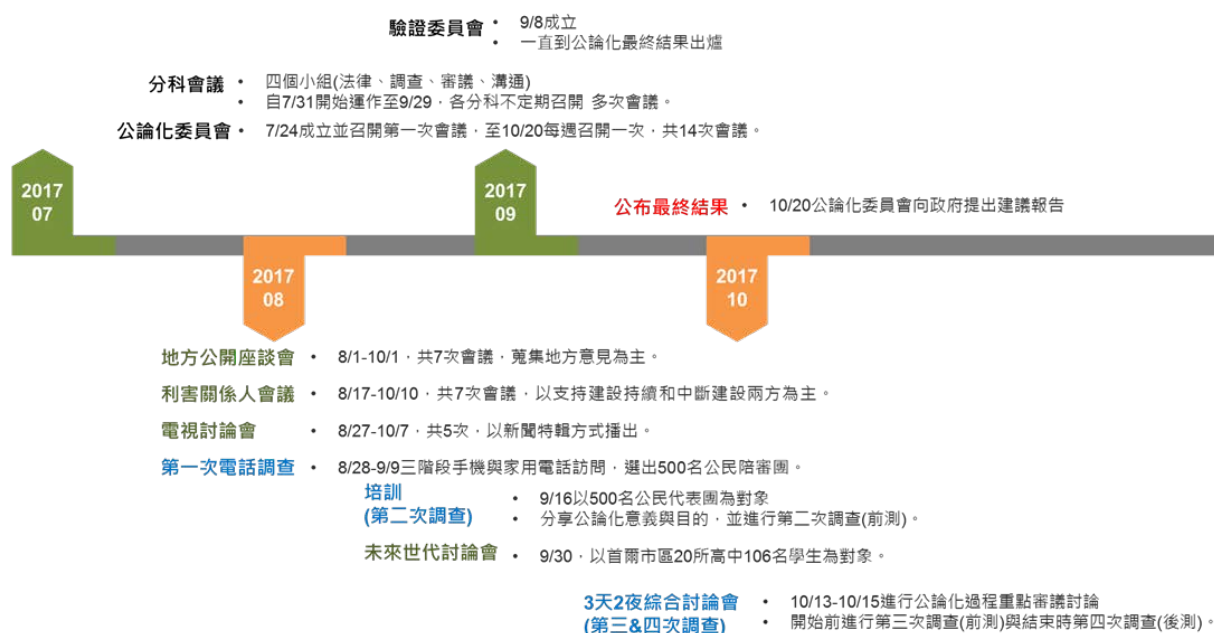 驗證委員會 • 9/8成立
• 一直到公論化最終結果出爐
分科會議 • 四個小組(法律、調查、審議、溝通)
• 自7/31開始運作至9/29，各分科不定期召開 多次會議。
公論化委員會 • 7/24成立並召開第一次會議，至10/20每週召開一次，共14次會議。
2017
07
2017
09
公布最終結果 • 10/20公論化委員會向政府提出建議報告
2017
08
2017
10
地方公開座談會 • 8/1-10/1，共7次會議，蒐集地方意見為主。
利害關係人會議 • 8/17-10/10，共7次會議，以支持建設持續和中斷建設兩方為主。
電視討論會 • 8/27-10/7，共5次，以新聞特輯方式播出。
第一次電話調查 • 8/28-9/9三階段手機與家用電話訪問，選出500名公民陪審團。
培訓 • 9/16以500名公民代表團為對象
(第二次調查) • 分享公論化意義與目的，並進行第二次調查(前測)。
未來世代討論會 • 9/30，以首爾市區20所高中106名學生為對象。
3天2夜綜合討論會 • 10/13-10/15進行公論化過程重點審議討論
(第三&四次調查) • 開始前進行第三次調查(前測)與結束時第四次調查(後測)。